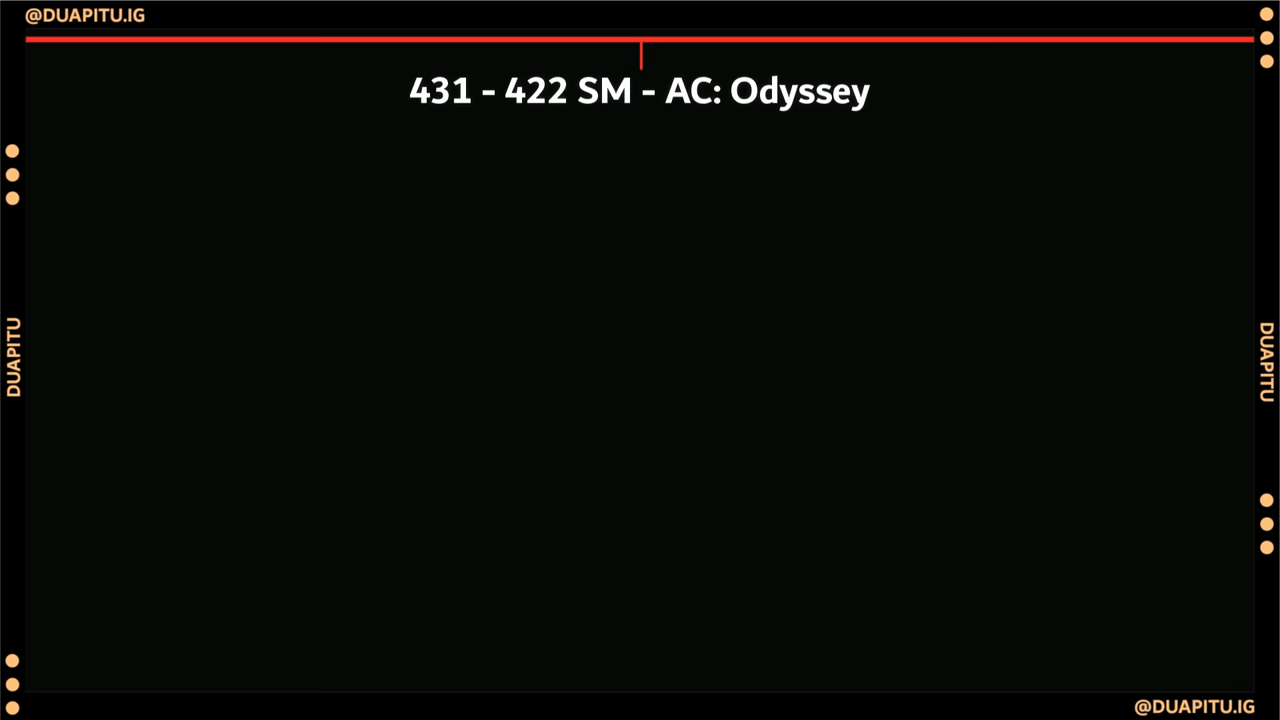 @DUAPITU.IG
431 - 422 SM - AC: Odyssey
DUAPITU
DUAPITU
@DUAPITU.IG